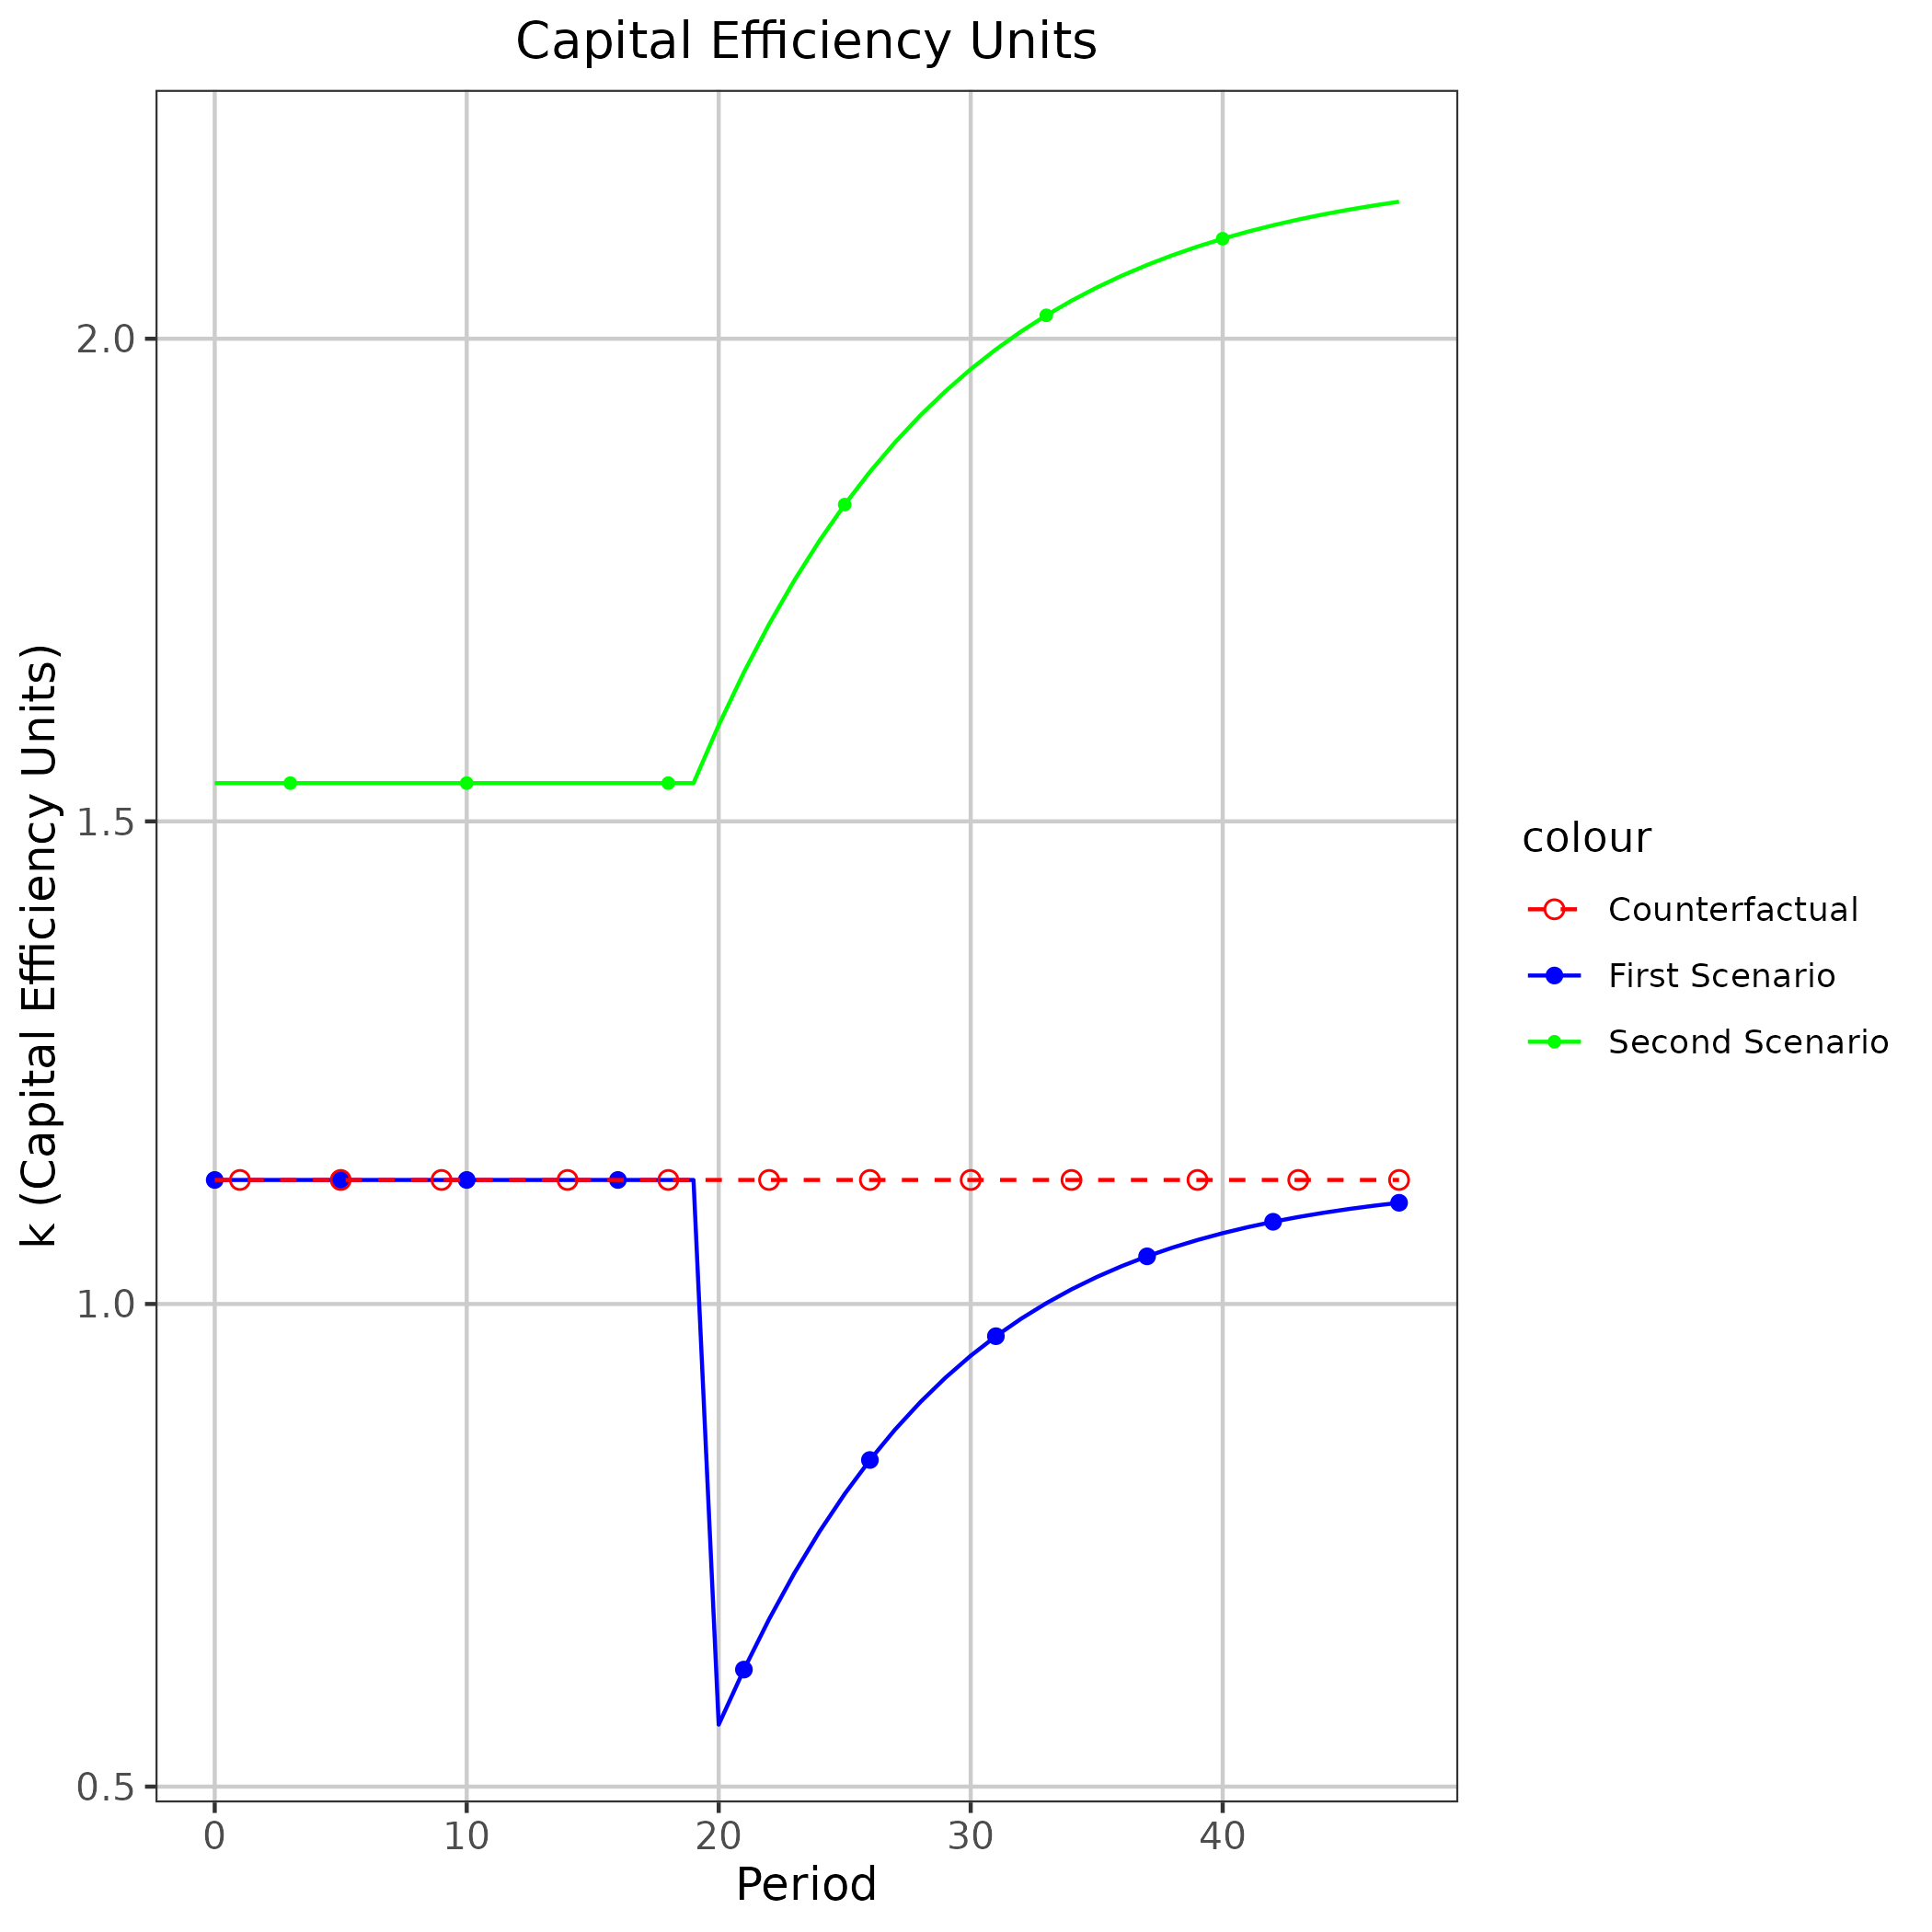 Capital Efficiency Units
k (Capital Efficiency Units)
2.0
1.5
1.0
0.5
0 10 20 30 40
Period
colour
Counterfactual
First Scenario
Second Scenario